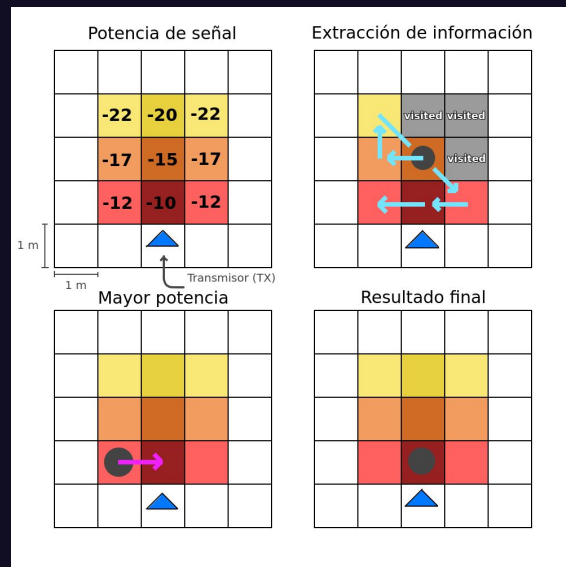 Potencia de señal
Extracción de información
-22 -20 -22
visited visited
-17 -15 -17
visited
-12 -10 -12
1 m
1 m
Transmisor (TX)
Mayor potencia
Resultado final